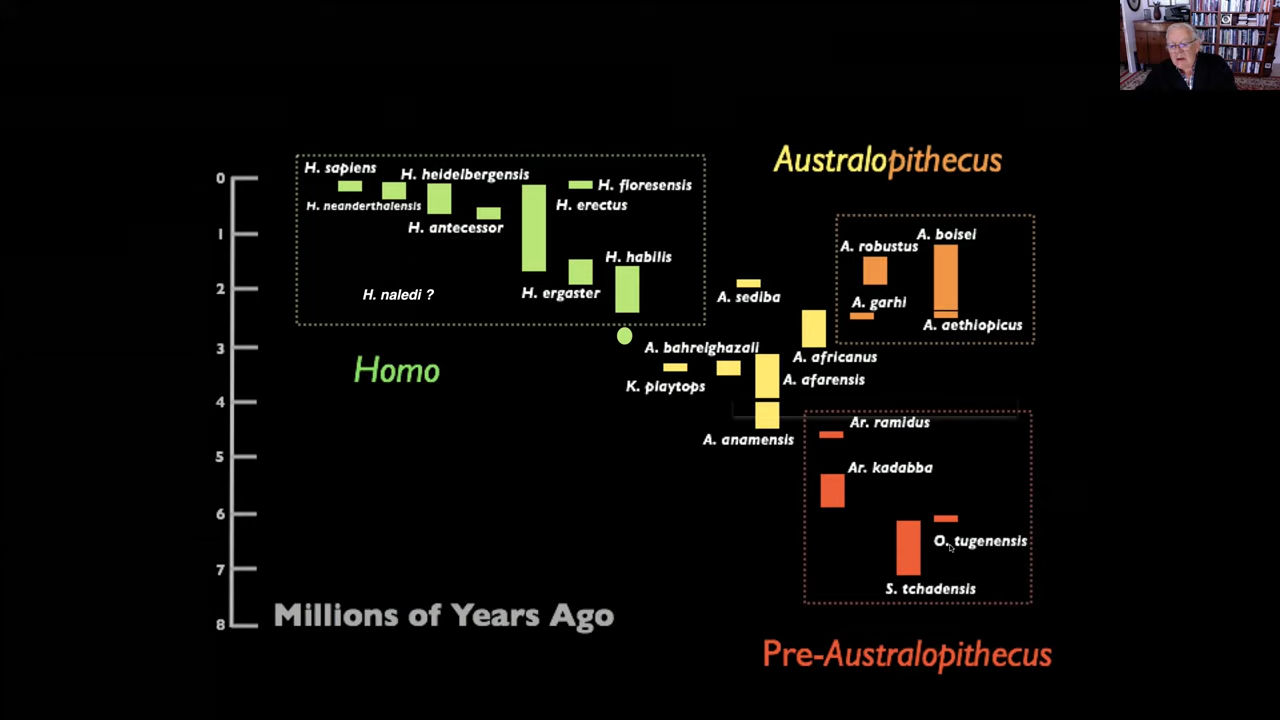 Australopithecus
H. sapiens
H. heidelbergensis
H. floresensis
H. neanderthalensis
H. erectus
H. antecessor
H. habilis
H. ergaster
H. naledi ?
Homo
A. boisei
A. robustus
A. sediba
A. garhi
A. aethiopicus
A. bahrelghazali
A. africanus
K. playtops
A. afarensis
A. anamensis
Ar. ramidus
Ar. kadabba
O. tugenensis
S. tchadensis
0
1
2
3
4
5
6
7
8
Millions of Years Ago
Pre-Australopithecus